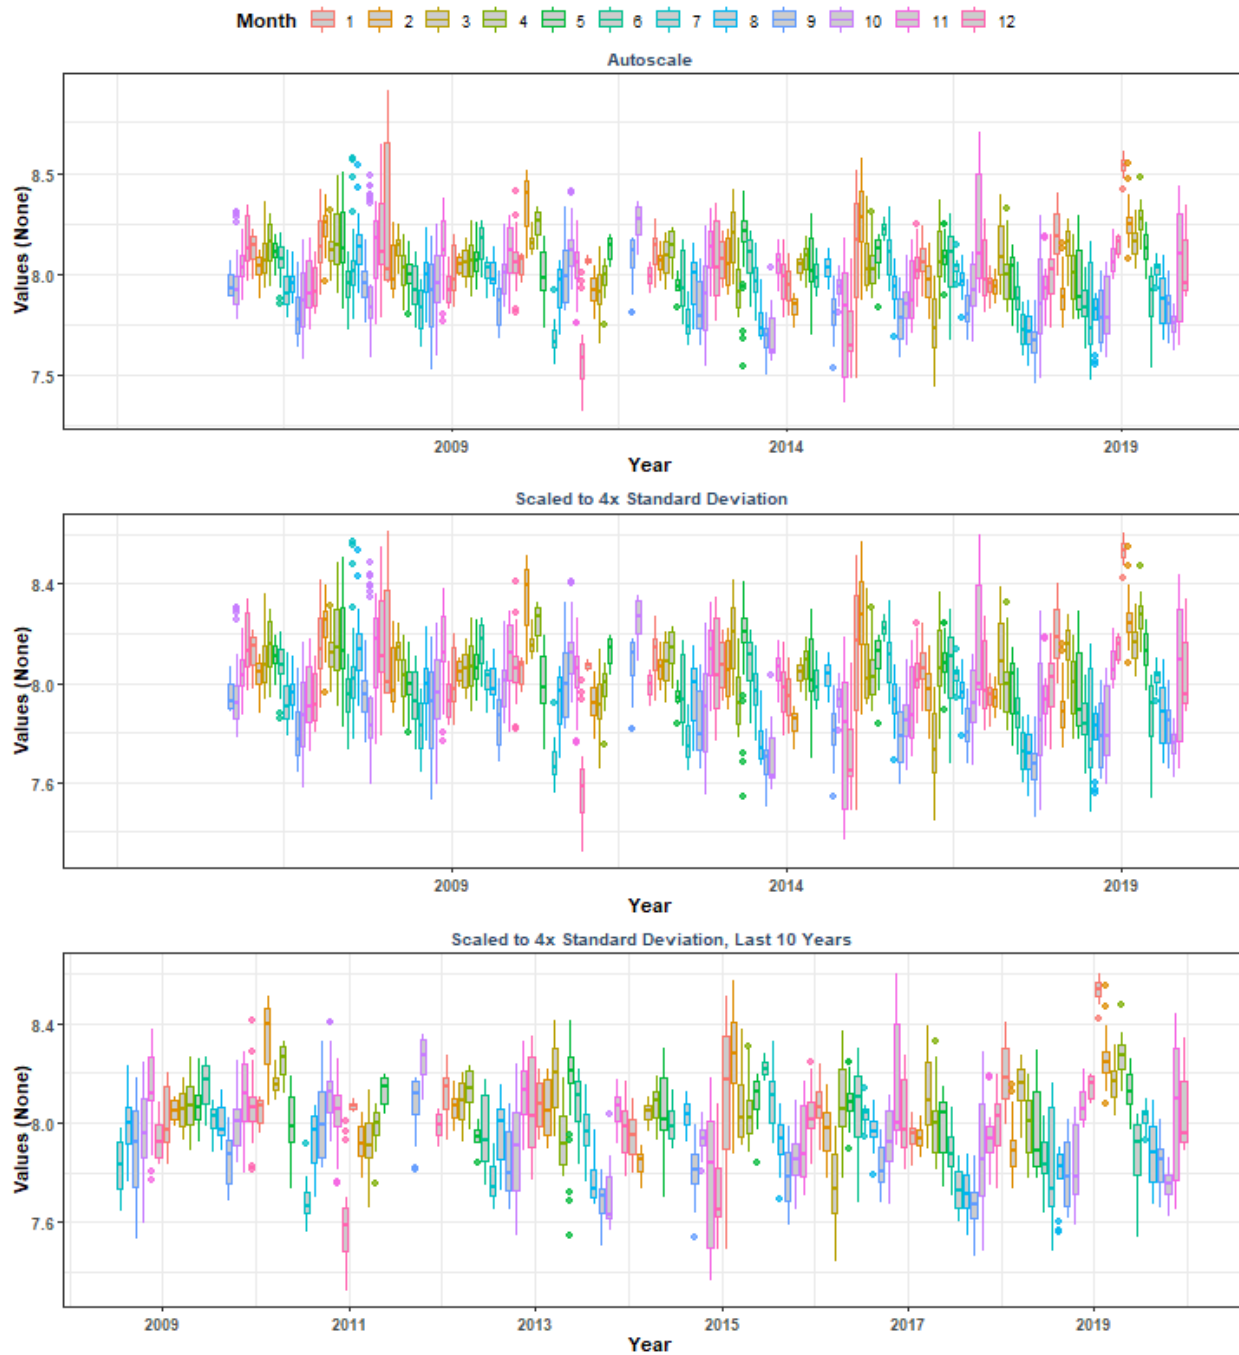 Month 1 2 3 4 5 6 7 8 9 10 11 12
Autoscale
Values (None)
8.5
8.0
7.5
2009 2014 2019
Year
Scaled to 4x Standard Deviation
Values (None)
8.4
8.0
7.6
2009 2014 2019
Year
Scaled to 4x Standard Deviation, Last 10 Years
Values (None)
8.4
8.0
7.6
2009 2011 2013 2015 2017 2019
Year